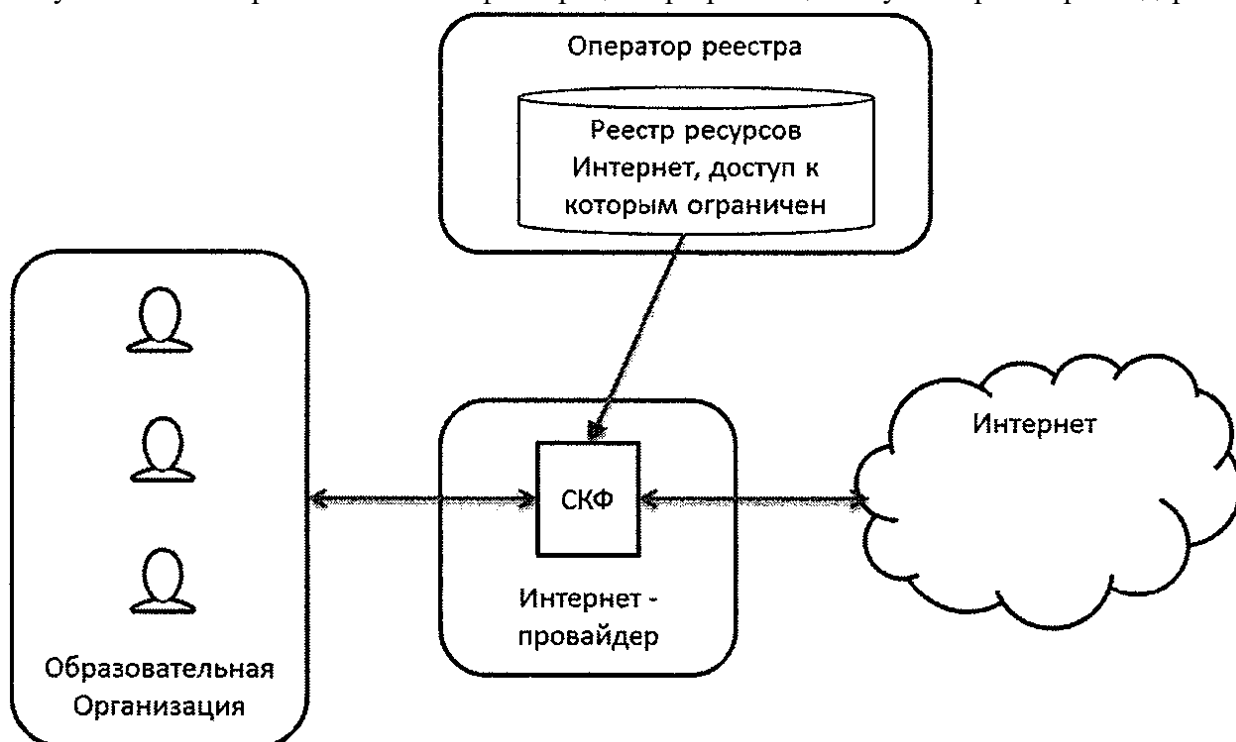 Оператор реестра
Реестр ресурсов
Интернет, доступ к
которым ограничен
Интернет
СКФ
Интернет -
провайдер
Образовательная
Организация